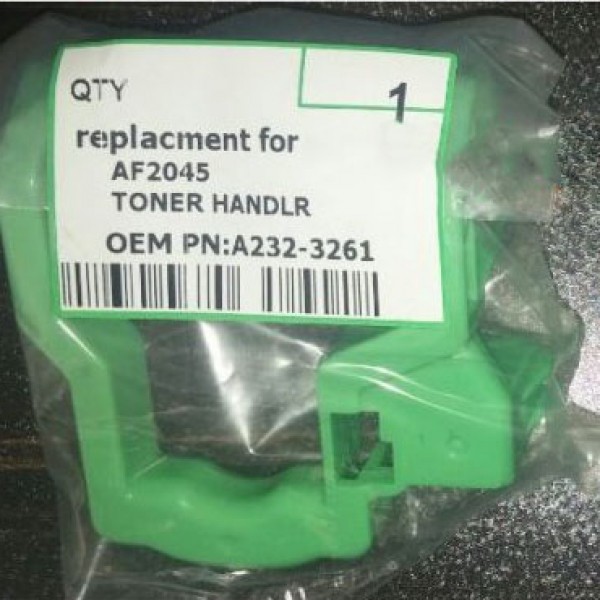 QTY 1
replacment for
AF2045
TONER HANDLR
OEM PN:A232-3261